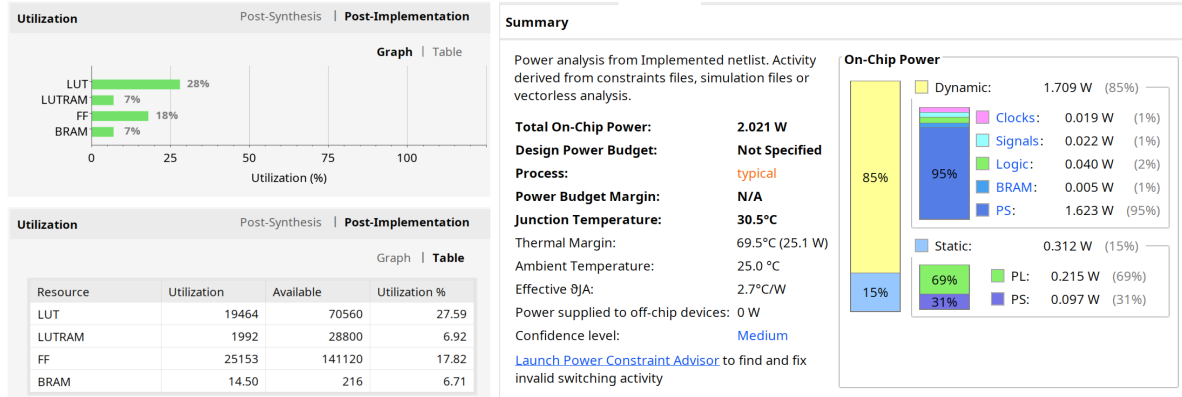 Utilization
Post-Synthesis | Post-Implementation
Graph | Table
LUT 28%
LUTRAM 7%
FF 18%
BRAM 7%
0 25 50 75 100
Utilization (%)
Utilization
Post-Synthesis | Post-Implementation
Graph | Table
Resource Utilization Available Utilization %
LUT 19464 70560 27.59
LUTRAM 1992 28800 6.92
FF 25153 141120 17.82
BRAM 14.50 216 6.71
Summary
Power analysis from Implemented netlist. Activity
derived from constraints files, simulation files or
vectorless analysis.
Total On-Chip Power: 2.021 W
Design Power Budget: Not Specified
Process: typical
Power Budget Margin: N/A
Junction Temperature: 30.5°C
Thermal Margin: 69.5°C (25.1 W)
Ambient Temperature: 25.0 °C
Effective ϑJA: 2.7°C/W
Power supplied to off-chip devices: 0 W
Confidence level: Medium
Launch Power Constraint Advisor to find and fix
invalid switching activity
On-Chip Power
85%
15%
Dynamic: 1.709 W (85%)
95%
Clocks: 0.019 W (1%)
Signals: 0.022 W (1%)
Logic: 0.040 W (2%)
BRAM: 0.005 W (1%)
PS: 1.623 W (95%)
Static: 0.312 W (15%)
69%
31%
PL: 0.215 W (69%)
PS: 0.097 W (31%)